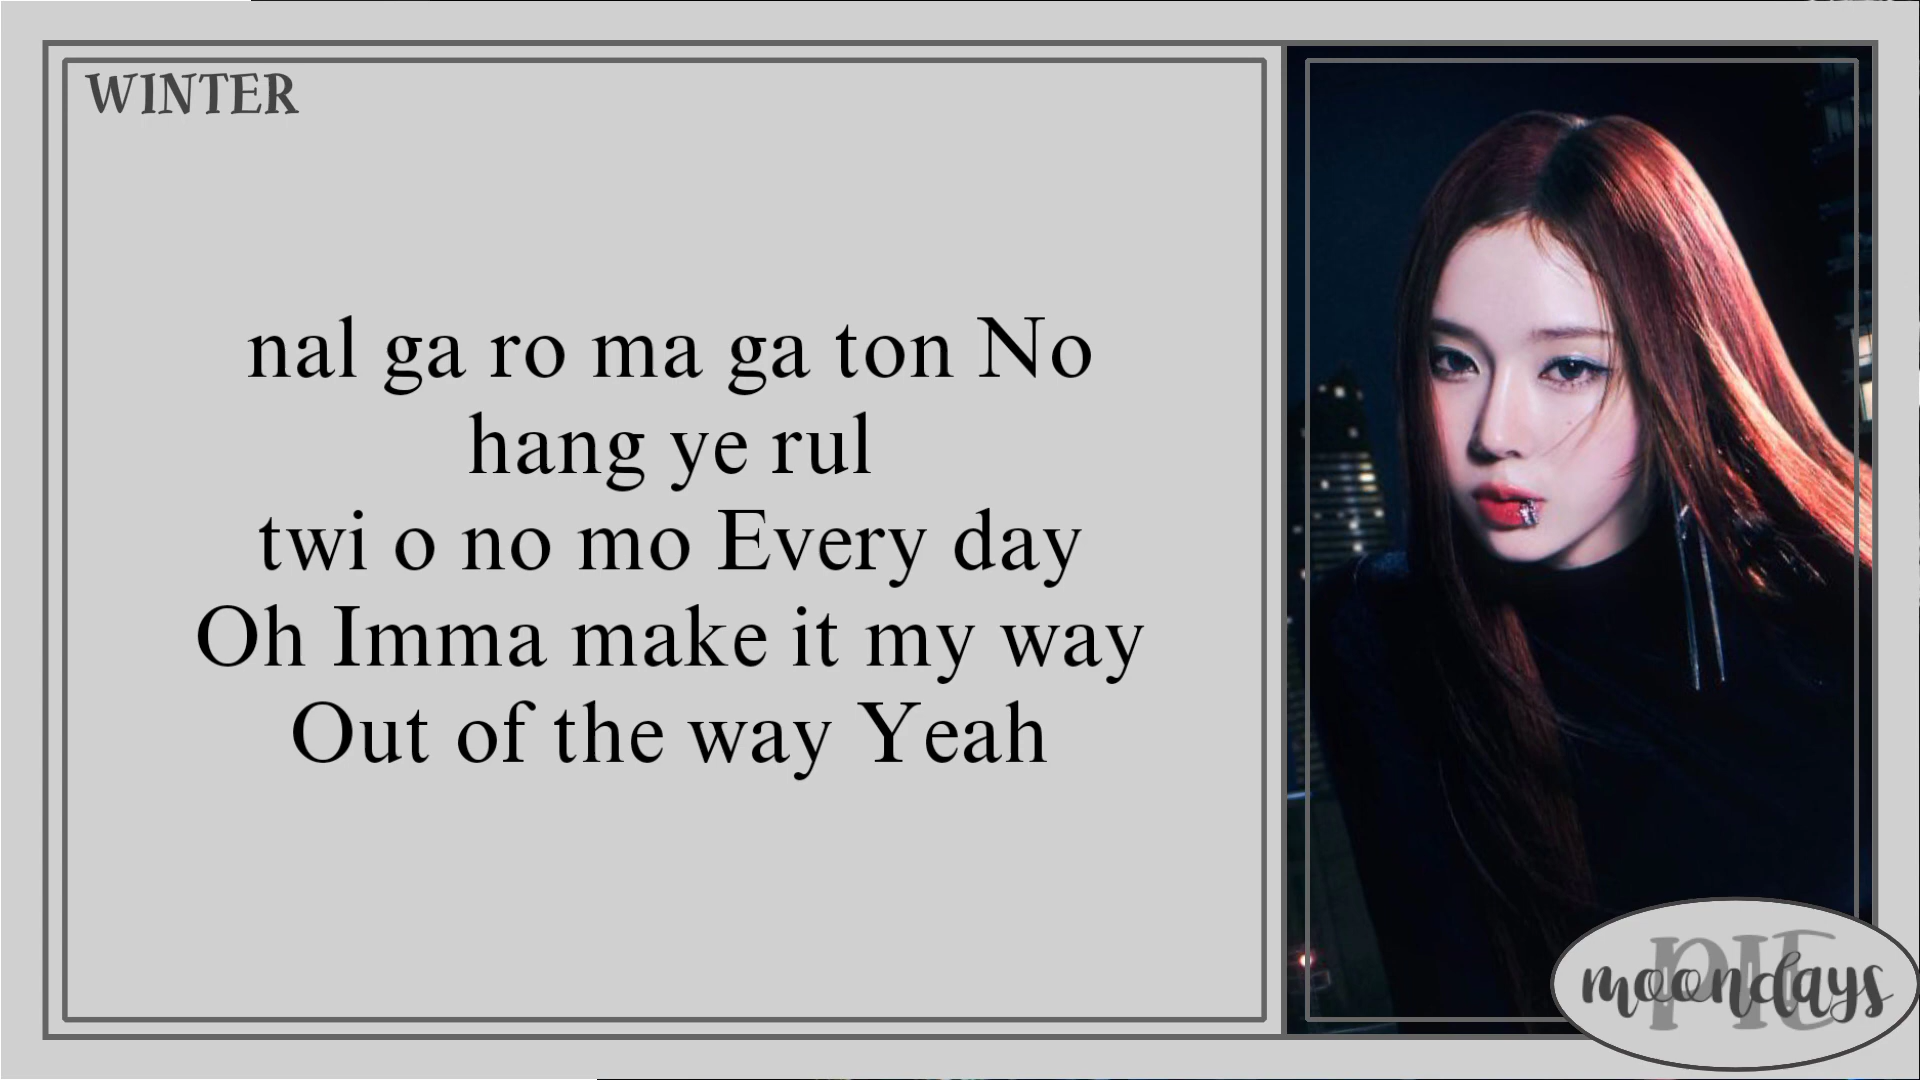 WINTER
nal ga ro ma ga ton No
hang ye rul
twi o no mo Every day
Oh Imma make it my way
Out of the way Yeah
PIE
moondays